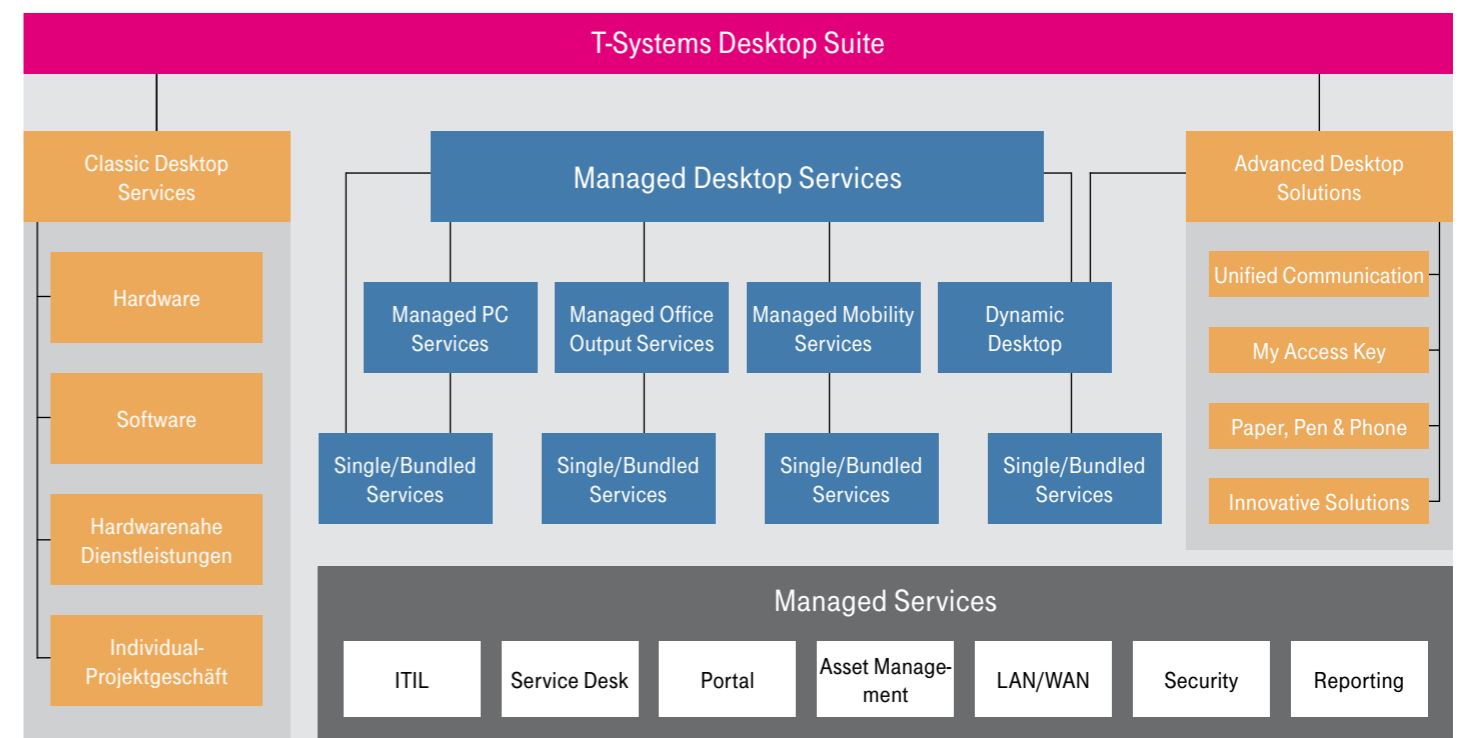 T-Systems Desktop Suite
Classic Desktop
Services
Hardware
Software
Hardwarenahe
Dienstleistungen
Individual-
Projektgeschäft
Managed Desktop Services
Managed PC
Services
Managed Office
Output Services
Managed Mobility
Services
Dynamic
Desktop
Single/Bundled
Services
Single/Bundled
Services
Single/Bundled
Services
Single/Bundled
Services
Advanced Desktop
Solutions
Unified Communication
My Access Key
Paper, Pen & Phone
Innovative Solutions
Managed Services
ITIL
Service Desk
Portal
Asset Manage-
ment
LAN/WAN
Security
Reporting